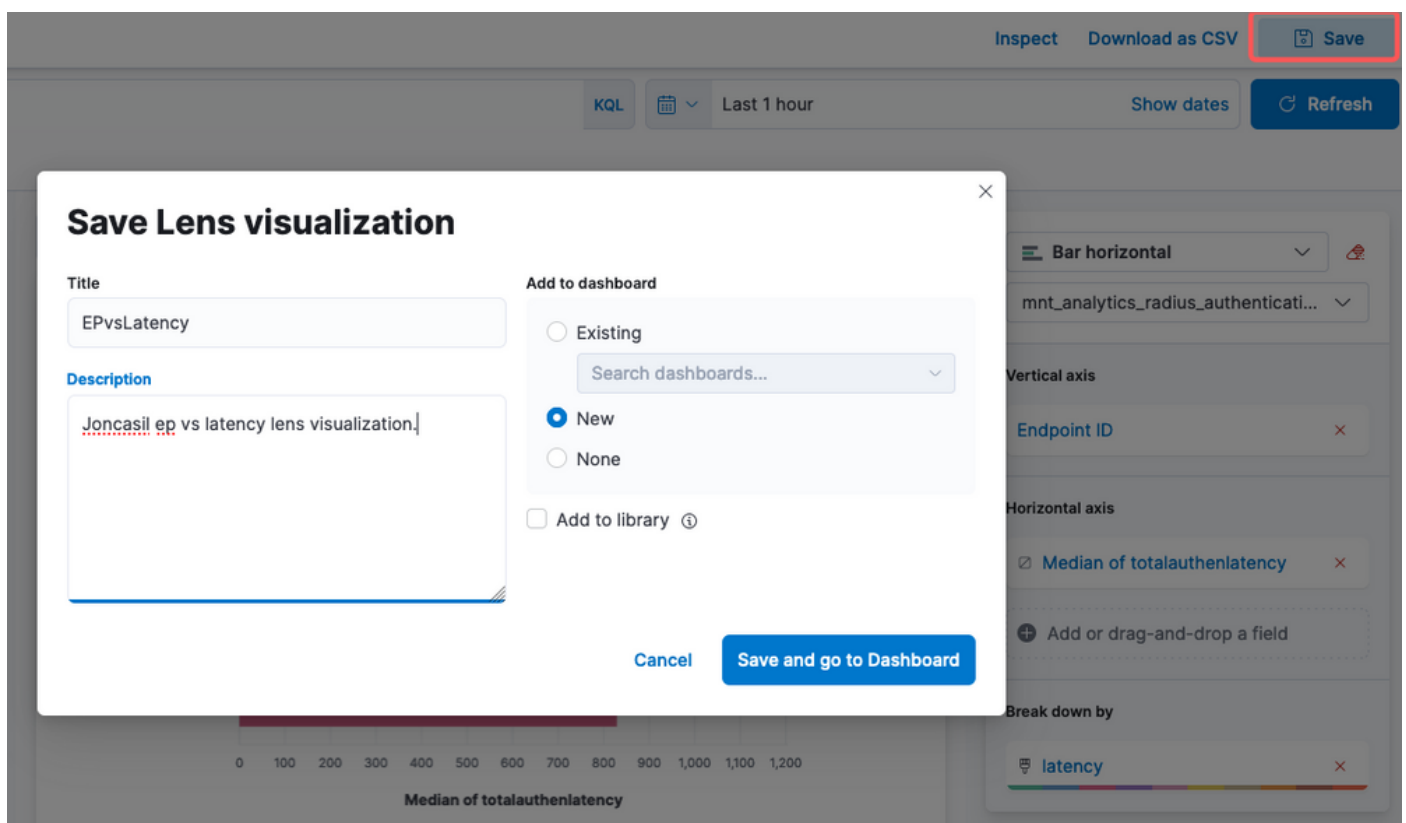 Inspect Download as CSV Save
KQL Last 1 hour Show dates Refresh
Save Lens visualization
Title
EPvsLatency
Description
Joncasil ep vs latency lens visualization.
Add to dashboard
Existing
Search dashboards...
New
None
Add to library
Cancel Save and go to Dashboard
Bar horizontal
mnt_analytics_radius_authenticati...
Vertical axis
Endpoint ID
Horizontal axis
Median of totalauthenlatency
Add or drag-and-drop a field
Break down by
latency
0 100 200 300 400 500 600 700 800 900 1,000 1,100 1,200
Median of totalauthenlatency